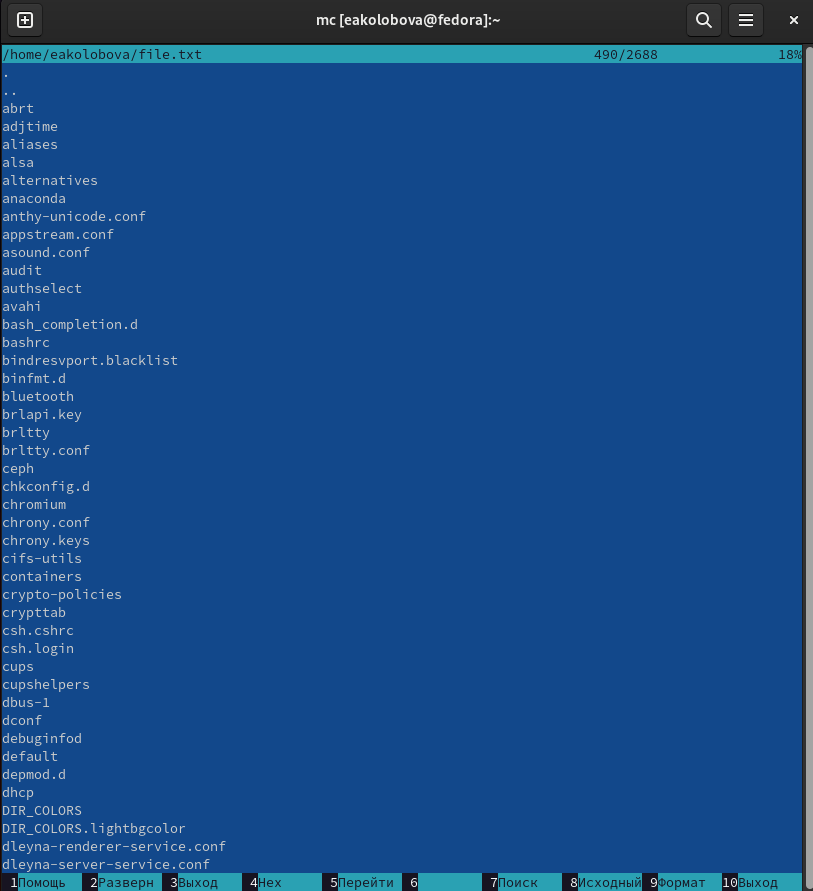 mc [eakolobova@fedora]:~
/home/eakolobova/file.txt 490/2688 18%
.
..
abrt
adjtime
aliases
alsa
alternatives
anaconda
anthy-unicode.conf
appstream.conf
asound.conf
audit
authselect
avahi
bash_completion.d
bashrc
bindresvport.blacklist
binfmt.d
bluetooth
brlapi.key
brltty
brltty.conf
ceph
chkconfig.d
chromium
chrony.conf
chrony.keys
cifs-utils
containers
crypto-policies
crypttab
csh.cshrc
csh.login
cups
cupshelpers
dbus-1
dconf
debuginfod
default
depmod.d
dhcp
DIR_COLORS
DIR_COLORS.lightbgcolor
dleyna-renderer-service.conf
dleyna-server-service.conf
1Помощь 2Разверн 3Выход 4Hex 5Перейти 6 7Поиск 8Исходный 9Формат 10Выход